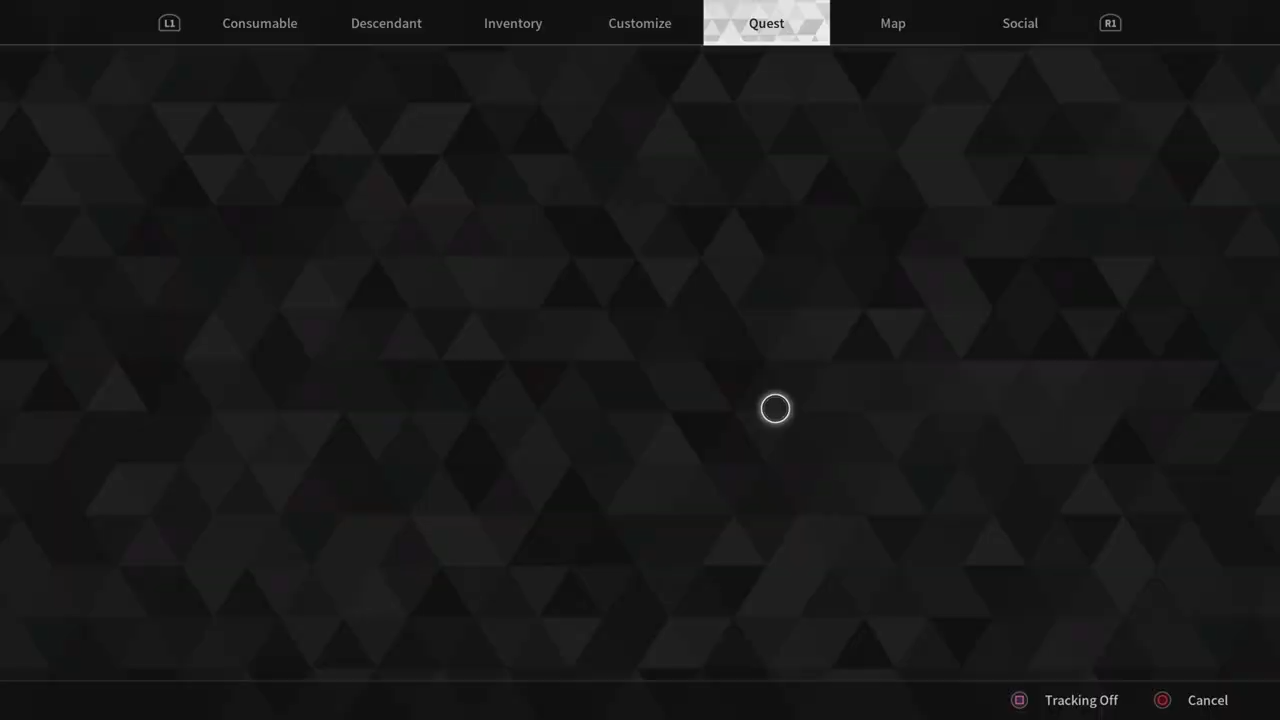 L1 Consumable Descendant Inventory Customize Quest Map Social R1
Tracking Off Cancel